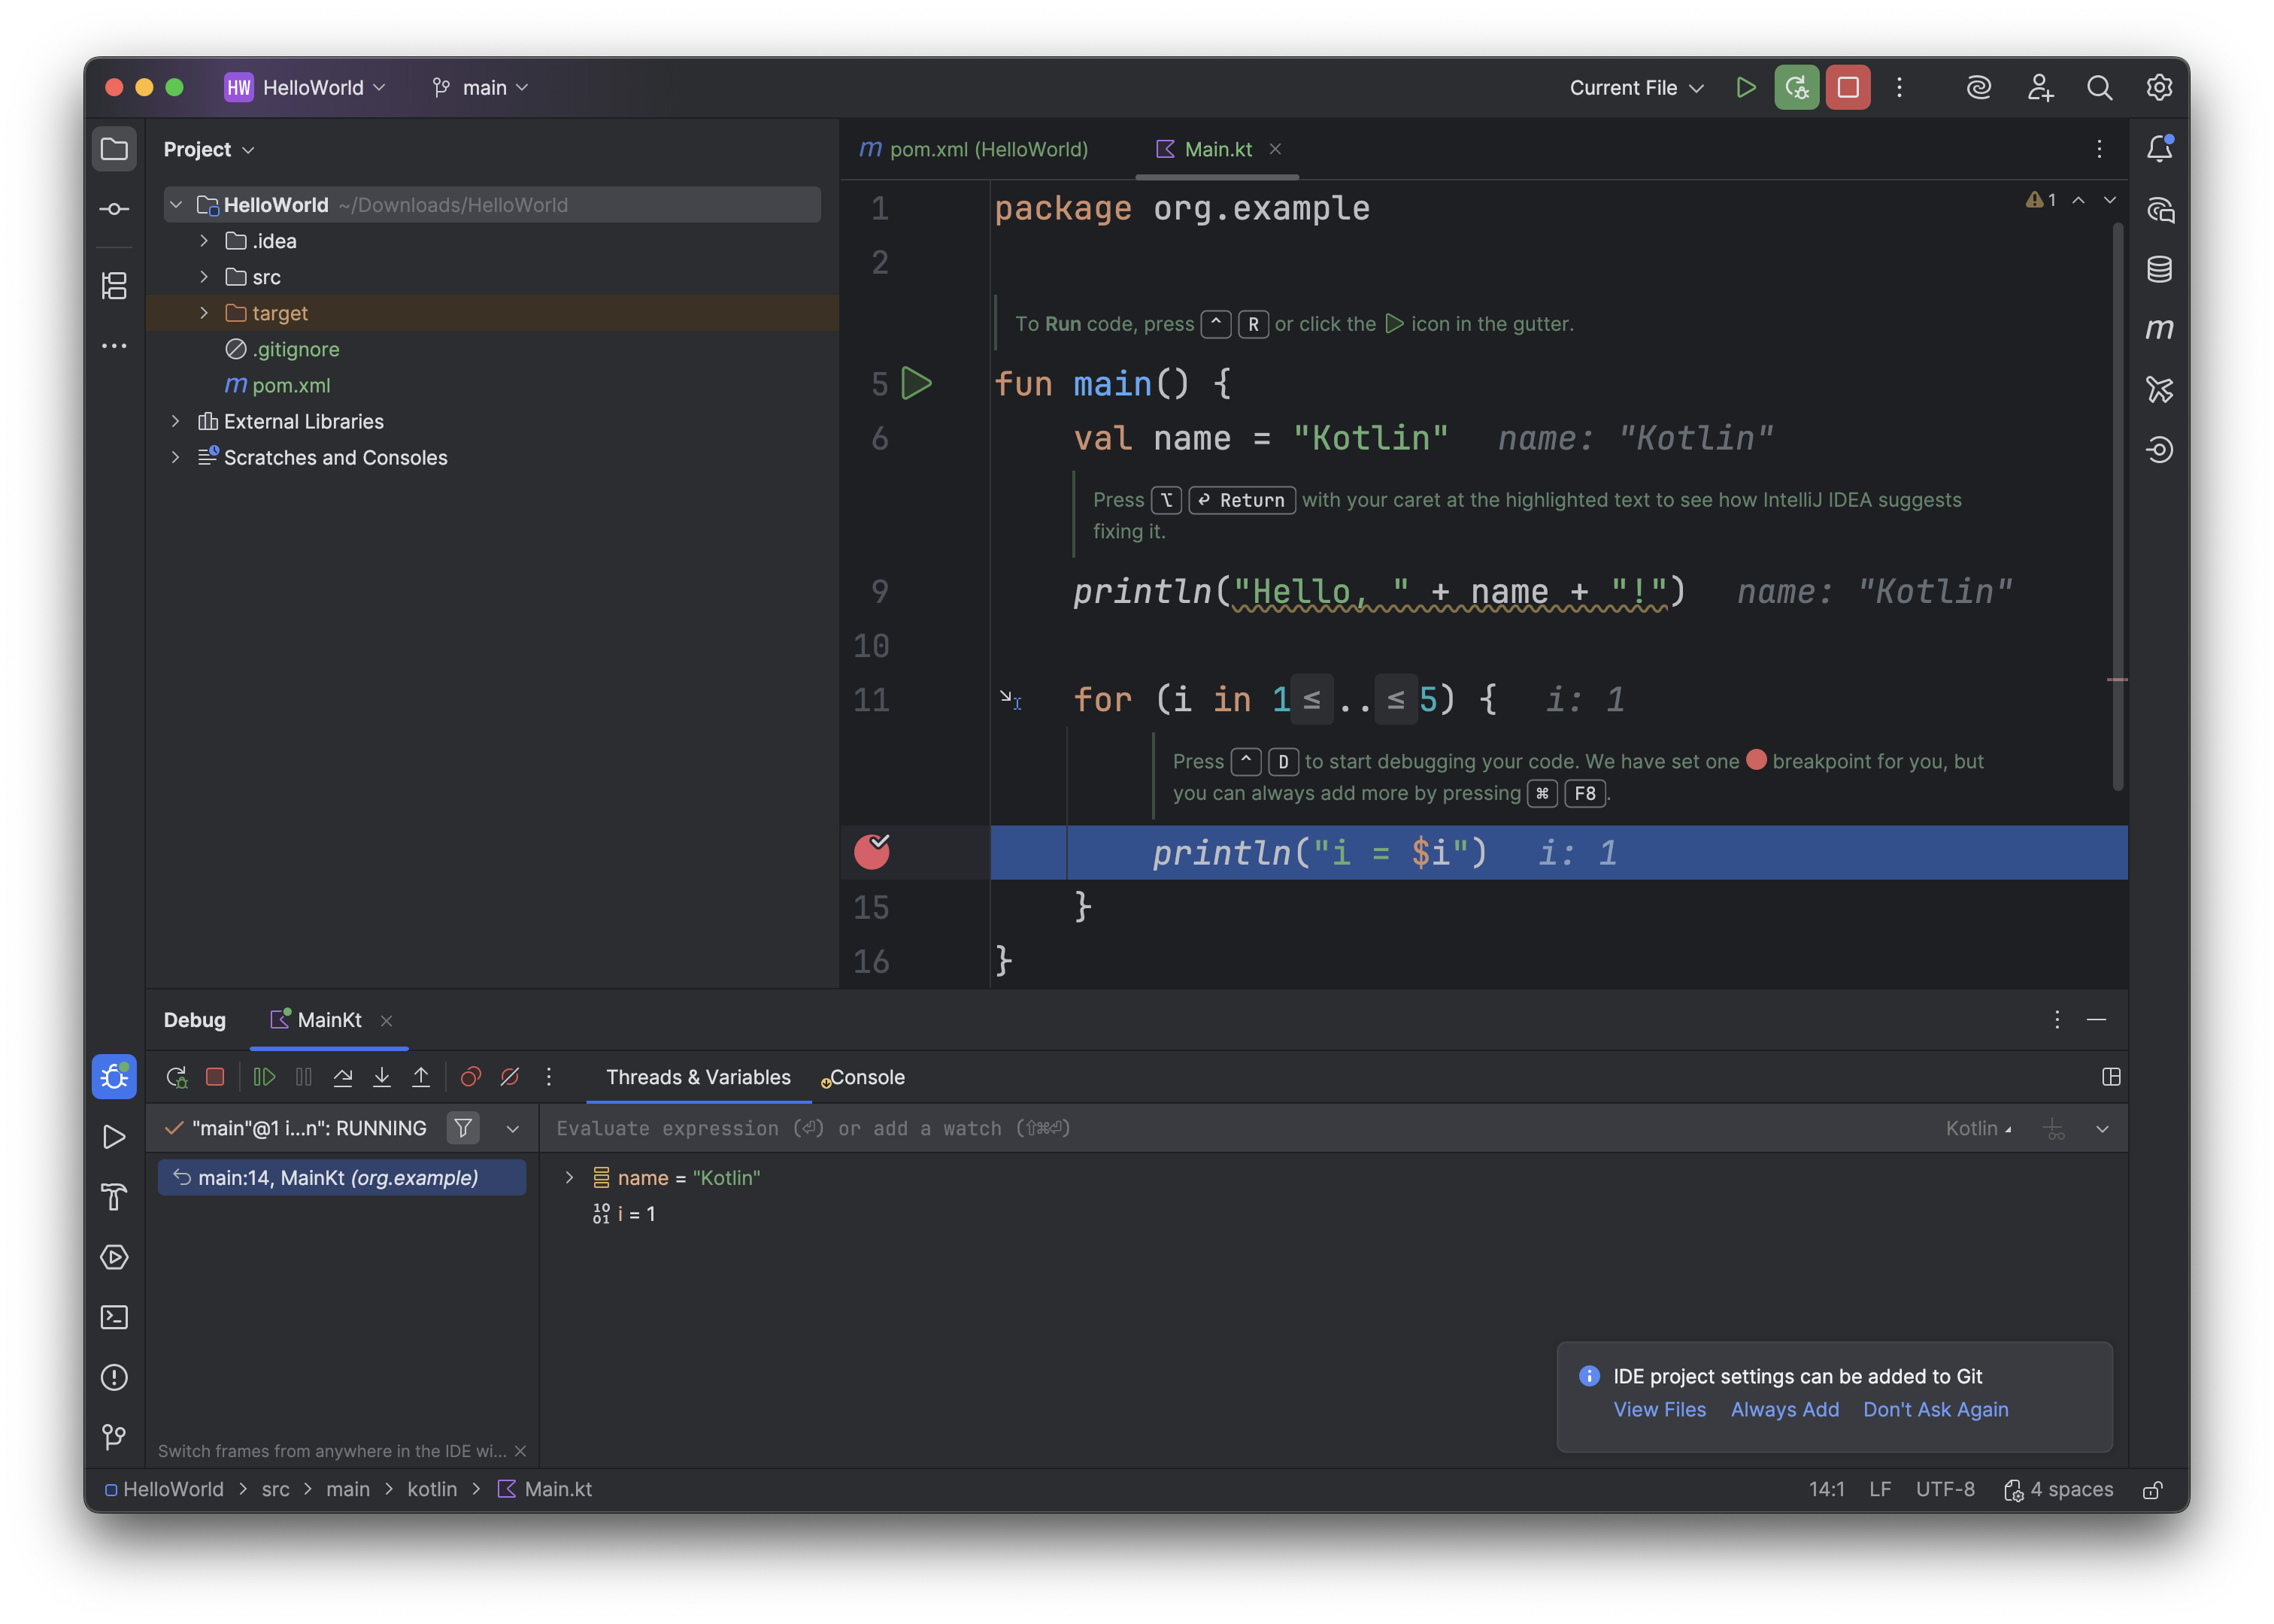 HW HelloWorld main Current File
Project
HelloWorld ~/Downloads/HelloWorld
.idea
src
target
.gitignore
m pom.xml
External Libraries
Scratches and Consoles
m pom.xml (HelloWorld) Main.kt
1 package org.example 1
2
To Run code, press ^ R or click the icon in the gutter.
5 fun main() {
6 val name = "Kotlin" name: "Kotlin"
Press ⌥ ↩ Return with your caret at the highlighted text to see how IntelliJ IDEA suggests
fixing it.
9 println("Hello, " + name + "!") name: "Kotlin"
10
11 for (i in 1 ≤ .. ≤ 5) { i: 1
Press ^ D to start debugging your code. We have set one breakpoint for you, but
you can always add more by pressing ⌘ F8.
println("i = $i") i: 1
15 }
16 }
m
Debug MainKt
Threads & Variables Console
"main"@1 i...n": RUNNING
Evaluate expression (⏎) or add a watch (⇧⌘⏎) Kotlin
main:14, MainKt (org.example)
name = "Kotlin"
i = 1
IDE project settings can be added to Git
View Files Always Add Don't Ask Again
Switch frames from anywhere in the IDE wi...
HelloWorld > src > main > kotlin > Main.kt 14:1 LF UTF-8 4 spaces